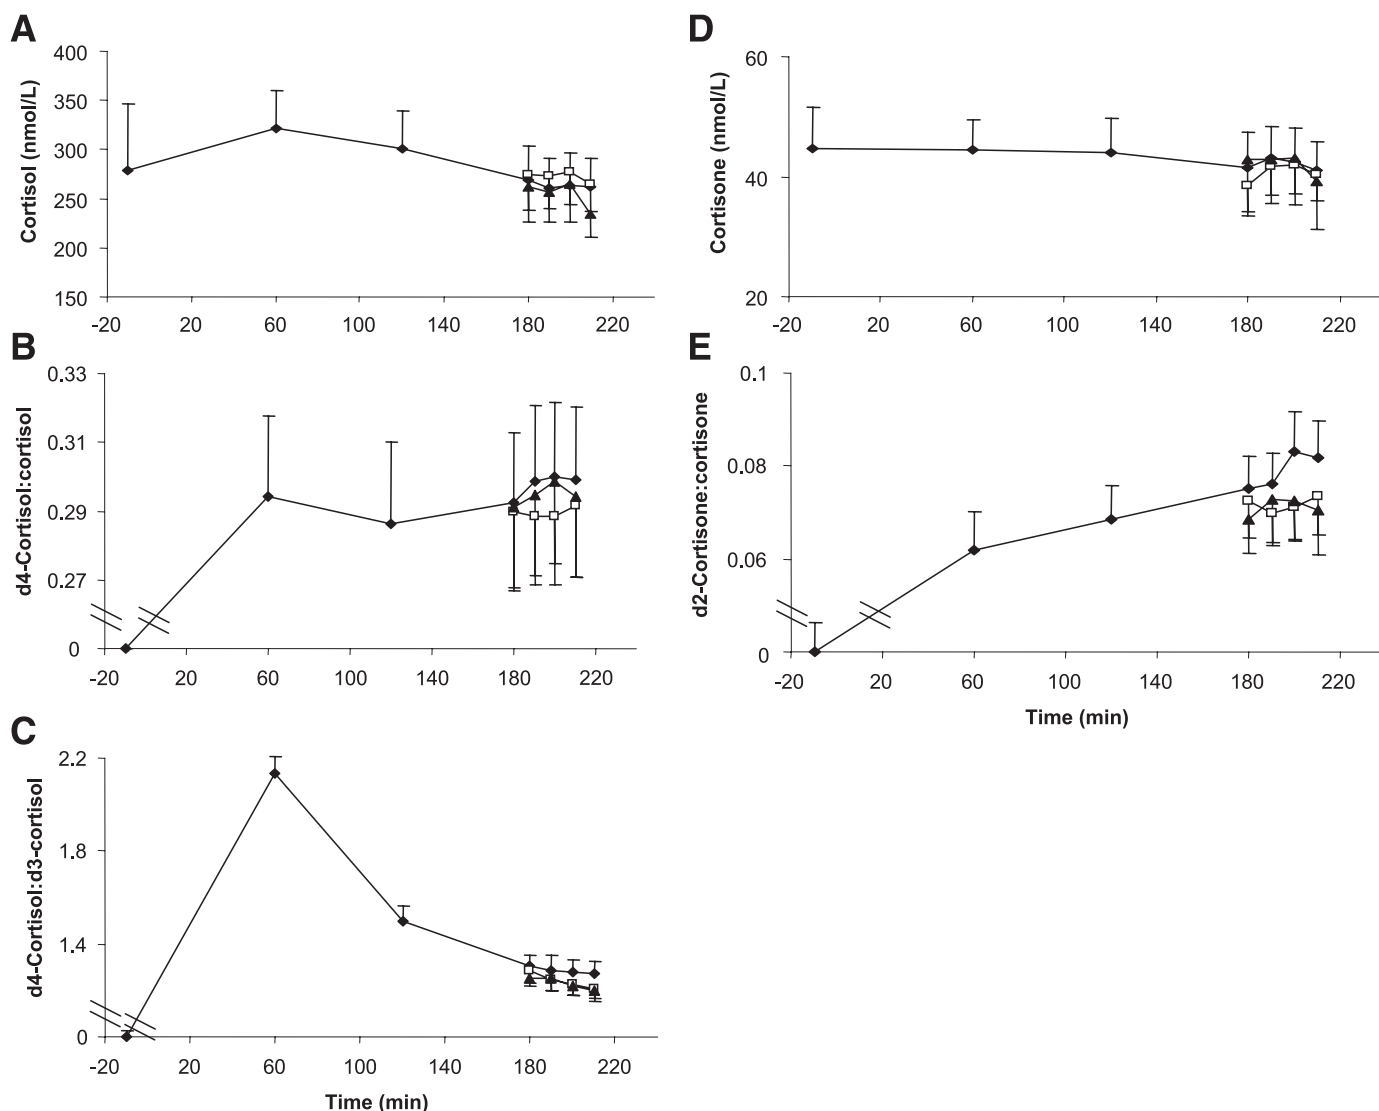 A
Cortisol (nmol/L)
400
350
300
250
200
150
-20 20 60 100 140 180 220
B
d4-Cortisol:cortisol
0.33
0.31
0.29
0.27
0
-20 20 60 100 140 180 220
C
d4-Cortisol:d3-cortisol
2.2
1.8
1.4
0
-20 20 60 100 140 180 220
Time (min)
D
Cortisone (nmol/L)
60
40
20
-20 20 60 100 140 180 220
E
d2-Cortisone:cortisone
0.1
0.08
0.06
0
-20 20 60 100 140 180 220
Time (min)